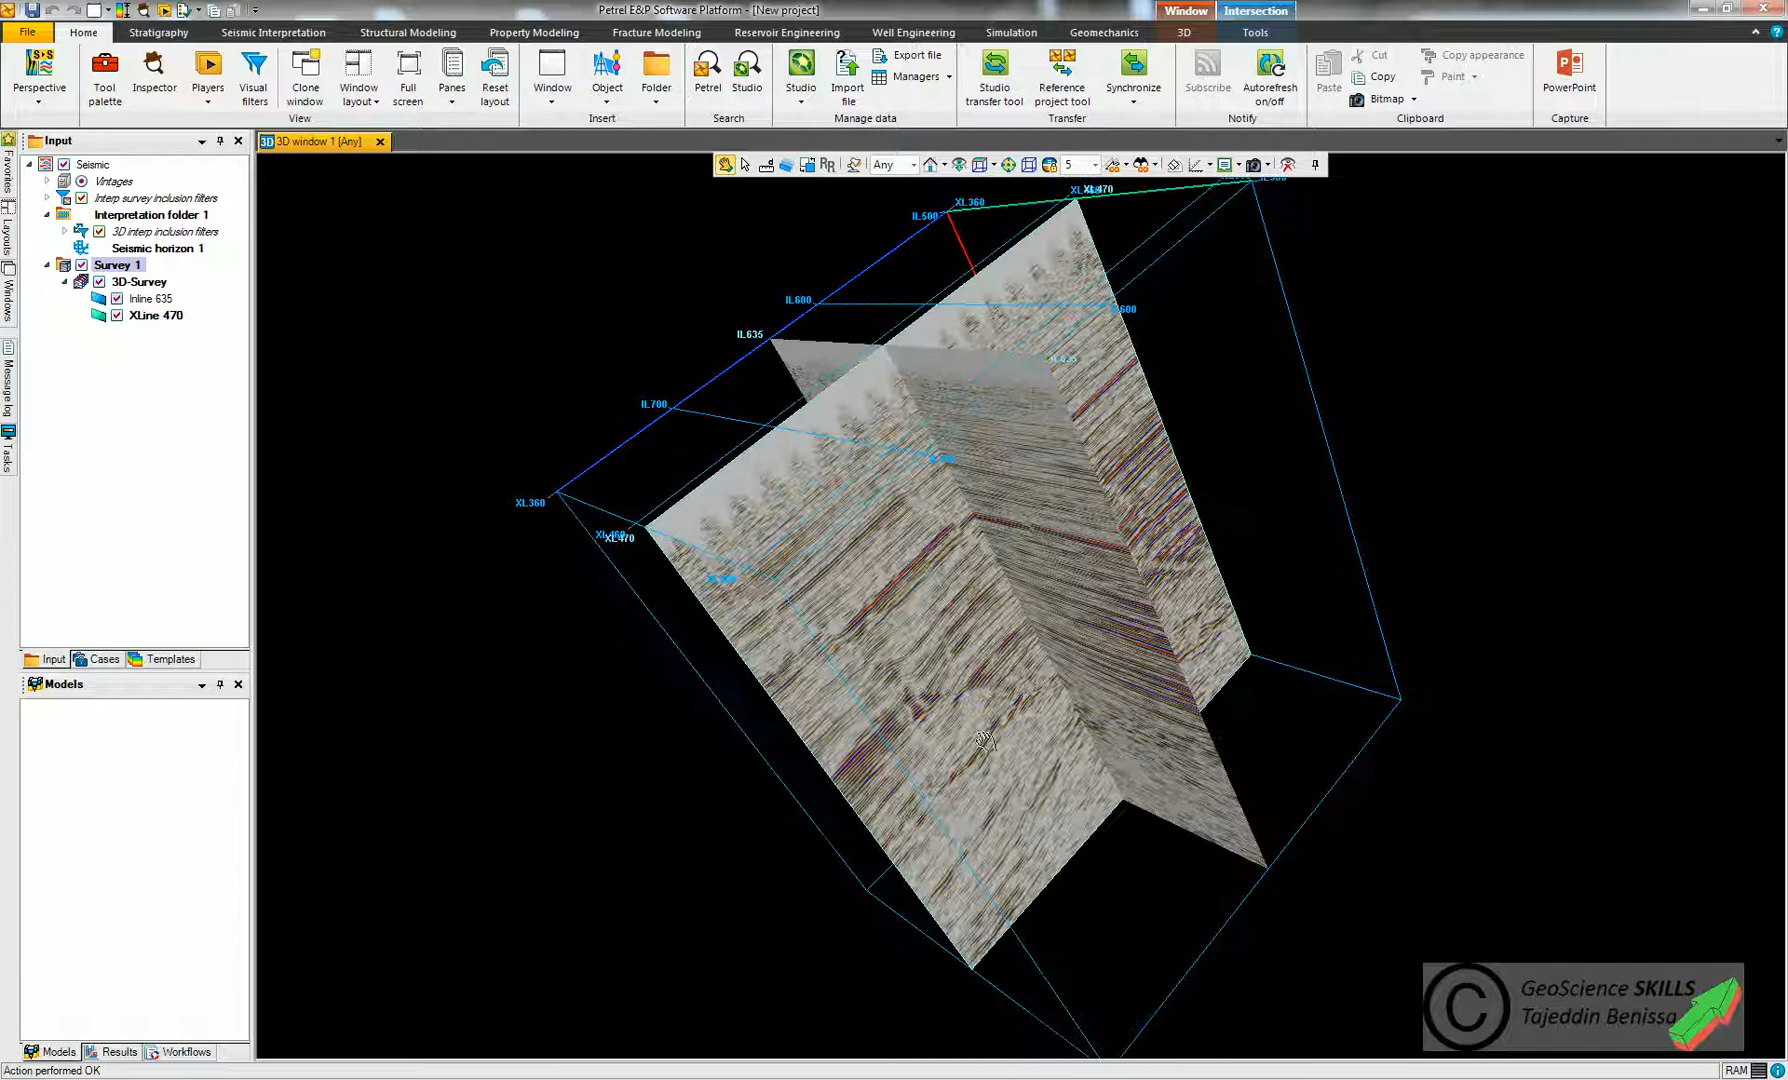 Petrel E&P Software Platform - [New project]
Window
Intersection
File
Home
Stratigraphy
Seismic Interpretation
Structural Modeling
Property Modeling
Fracture Modeling
Reservoir Engineering
Well Engineering
Simulation
Geomechanics
3D
Tools
Perspective
Tool palette
Inspector
Players
Visual filters
Clone window
Window layout
Full screen
Panes
Reset layout
Window
Object
Folder
Petrel
Studio
Studio
Import file
Export file
Managers
Studio transfer tool
Reference project tool
Synchronize
Subscribe
Autorefresh on/off
Paste
Cut
Copy
Bitmap
Copy appearance
Paint
PowerPoint
View
Insert
Search
Manage data
Transfer
Notify
Clipboard
Capture
Favorites
Layouts
Windows
Message log
Tasks
Input
Seismic
Vintages
Interp survey inclusion filters
Interpretation folder 1
3D interp inclusion filters
Seismic horizon 1
Survey 1
3D-Survey
Inline 635
XLine 470
Input
Cases
Templates
Models
Models
Results
Workflows
3D 3D window 1 [Any]
Any
5
XL470
XL360
IL500
IL600
IL635
IL700
XL360
XL470
GeoScience SKILLS
Tajeddin Benissa
Action performed OK
RAM